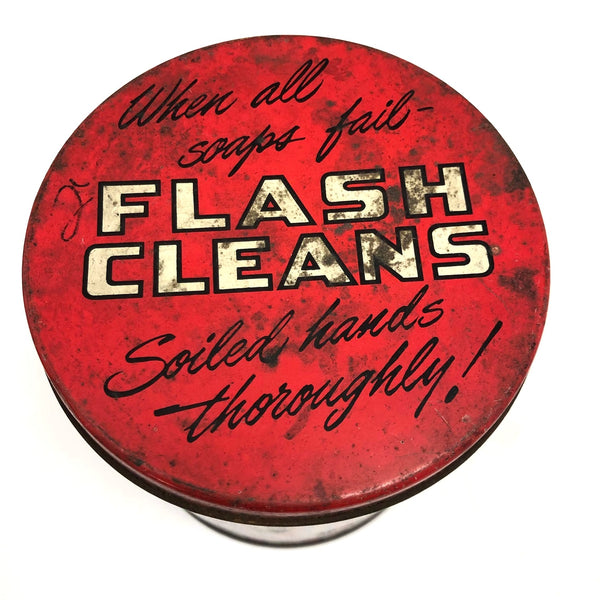 When all
soaps fail-
FLASH
CLEANS
Soiled hands
thoroughly!